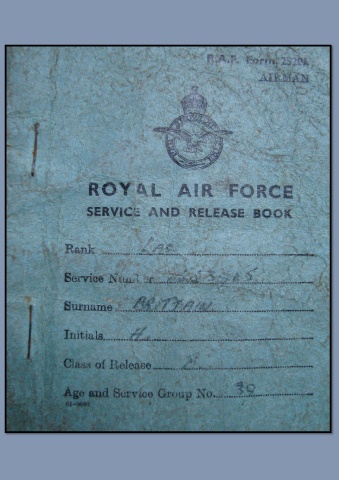 R.A.F. Form 2520A
AIRMAN
ROYAL AIR FORCE
SERVICE AND RELEASE BOOK
Rank LAC
Service Number
Surname BRITTAIN
Initials H.
Class of Release
Age and Service Group No. 30